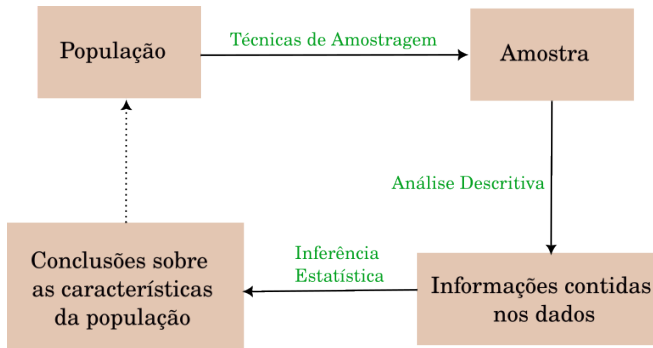 População
Técnicas de Amostragem
Amostra
Análise Descritiva
Informações contidas
nos dados
Inferência
Estatística
Conclusões sobre
as características
da população